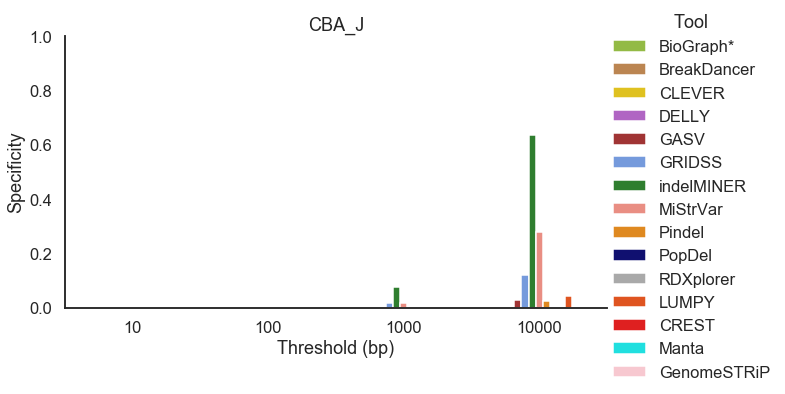 CBA_J
Specificity
1.0
0.8
0.6
0.4
0.2
0.0
10
100
1000
10000
Threshold (bp)
Tool
BioGraph*
BreakDancer
CLEVER
DELLY
GASV
GRIDSS
indelMINER
MiStrVar
Pindel
PopDel
RDXplorer
LUMPY
CREST
Manta
GenomeSTRiP